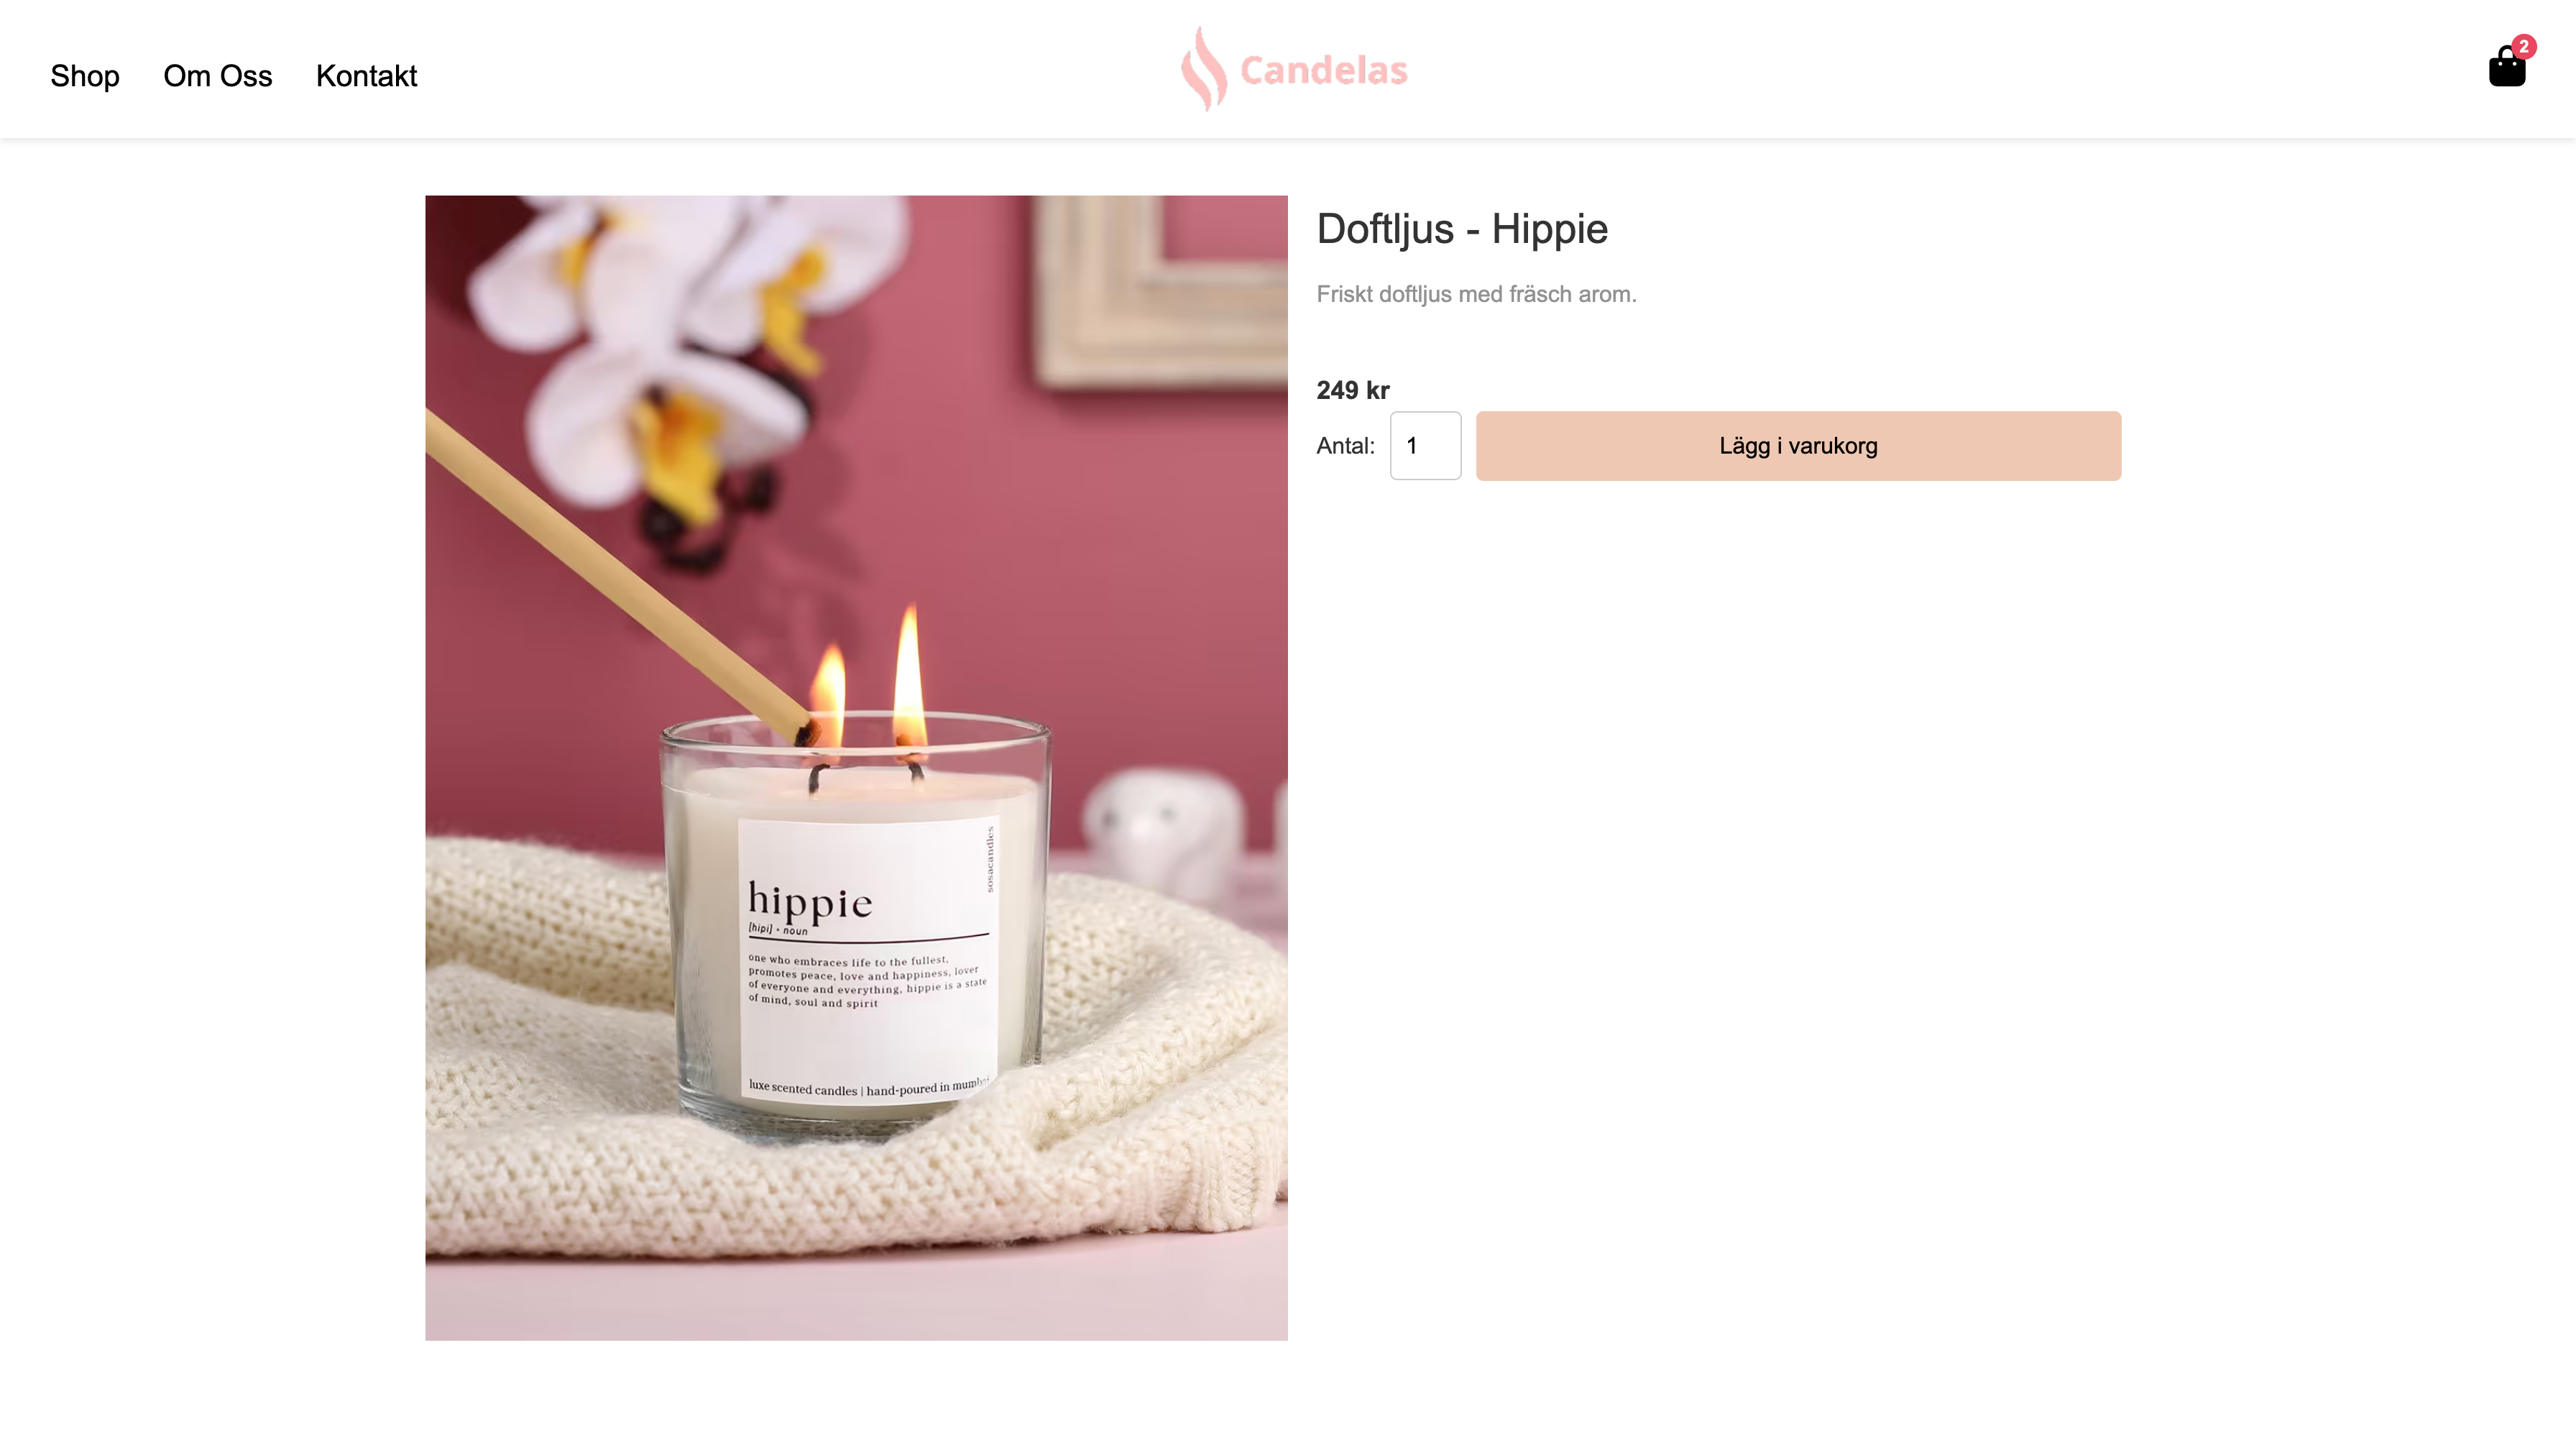 Shop
Om Oss
Kontakt
Candelas
2
Doftljus - Hippie
Friskt doftljus med fräsch arom.
249 kr
Antal:
1
Lägg i varukorg
sosacandles
hippie
[hipi] • noun
one who embraces life to the fullest,
promotes peace, love and happiness, lover
of everyone and everything, hippie is a state
of mind, soul and spirit
luxe scented candles | hand-poured in